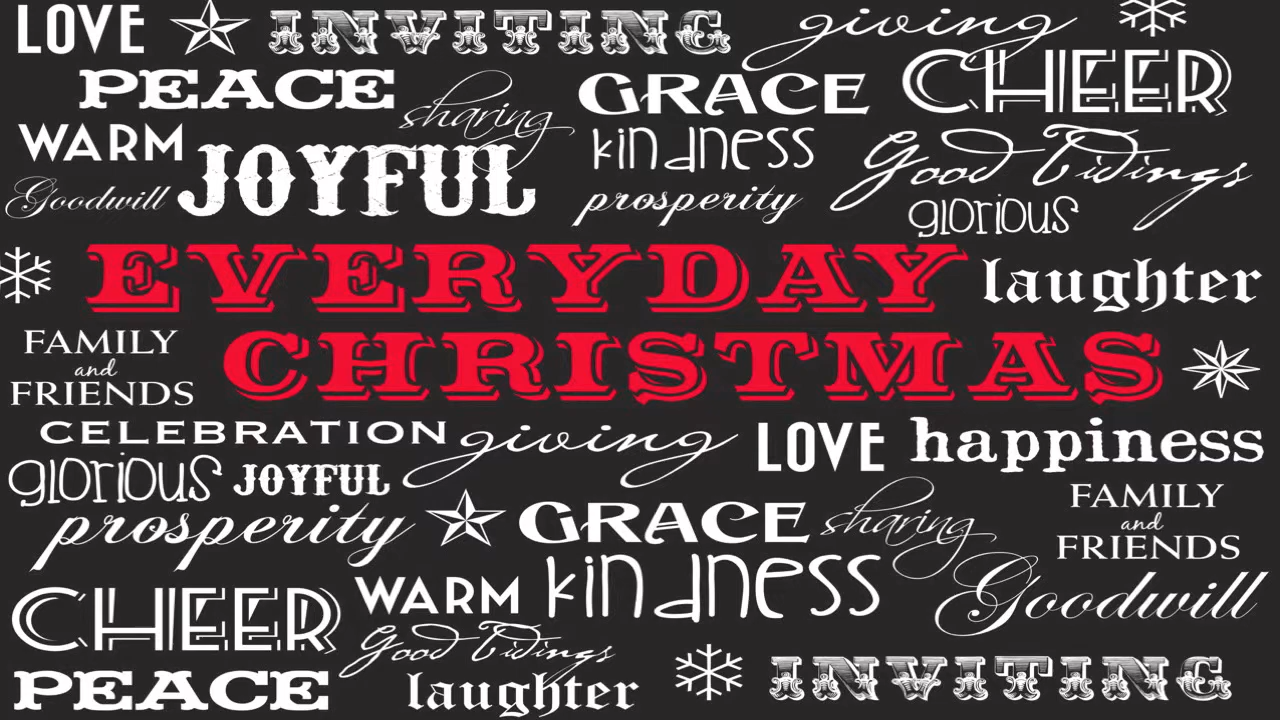 LOVE INVITING giving
PEACE sharing GRACE CHEER
WARM JOYFUL kindness Good Tidings
Goodwill prosperity glorious
EVERYDAY laughter
FAMILY and FRIENDS CHRISTMAS
CELEBRATION giving LOVE happiness
glorious JOYFUL FAMILY
prosperity GRACE sharing and
FRIENDS
CHEER WARM kindness Goodwill
Good Tidings
PEACE laughter INVITING